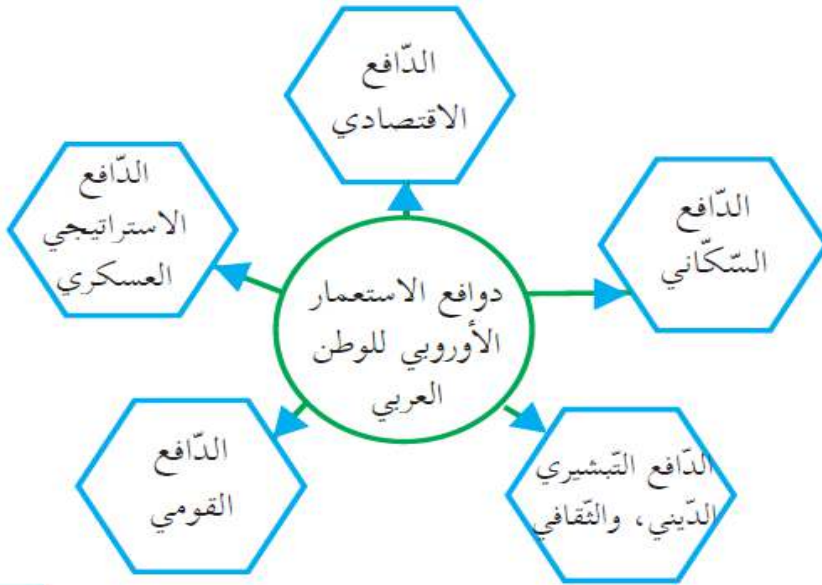 الدّافع
الاقتصادي
الدّافع
السّكّاني
الدّافع
الاستراتيجي
العسكري
دوافع الاستعمار
الأوروبي للوطن
العربي
الدّافع التّبشيري
الدّيني، والثّقافي
الدّافع
القومي